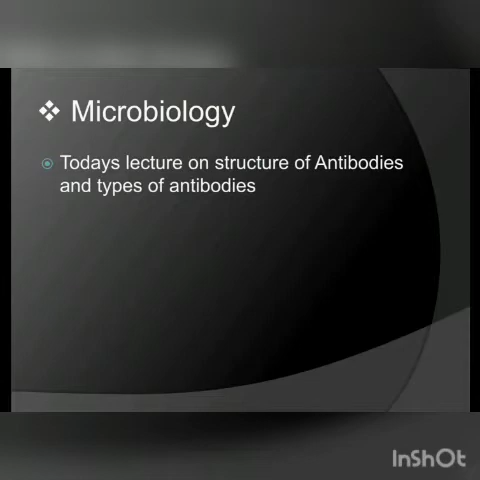 ❖ Microbiology
Todays lecture on structure of Antibodies
and types of antibodies
InShOt